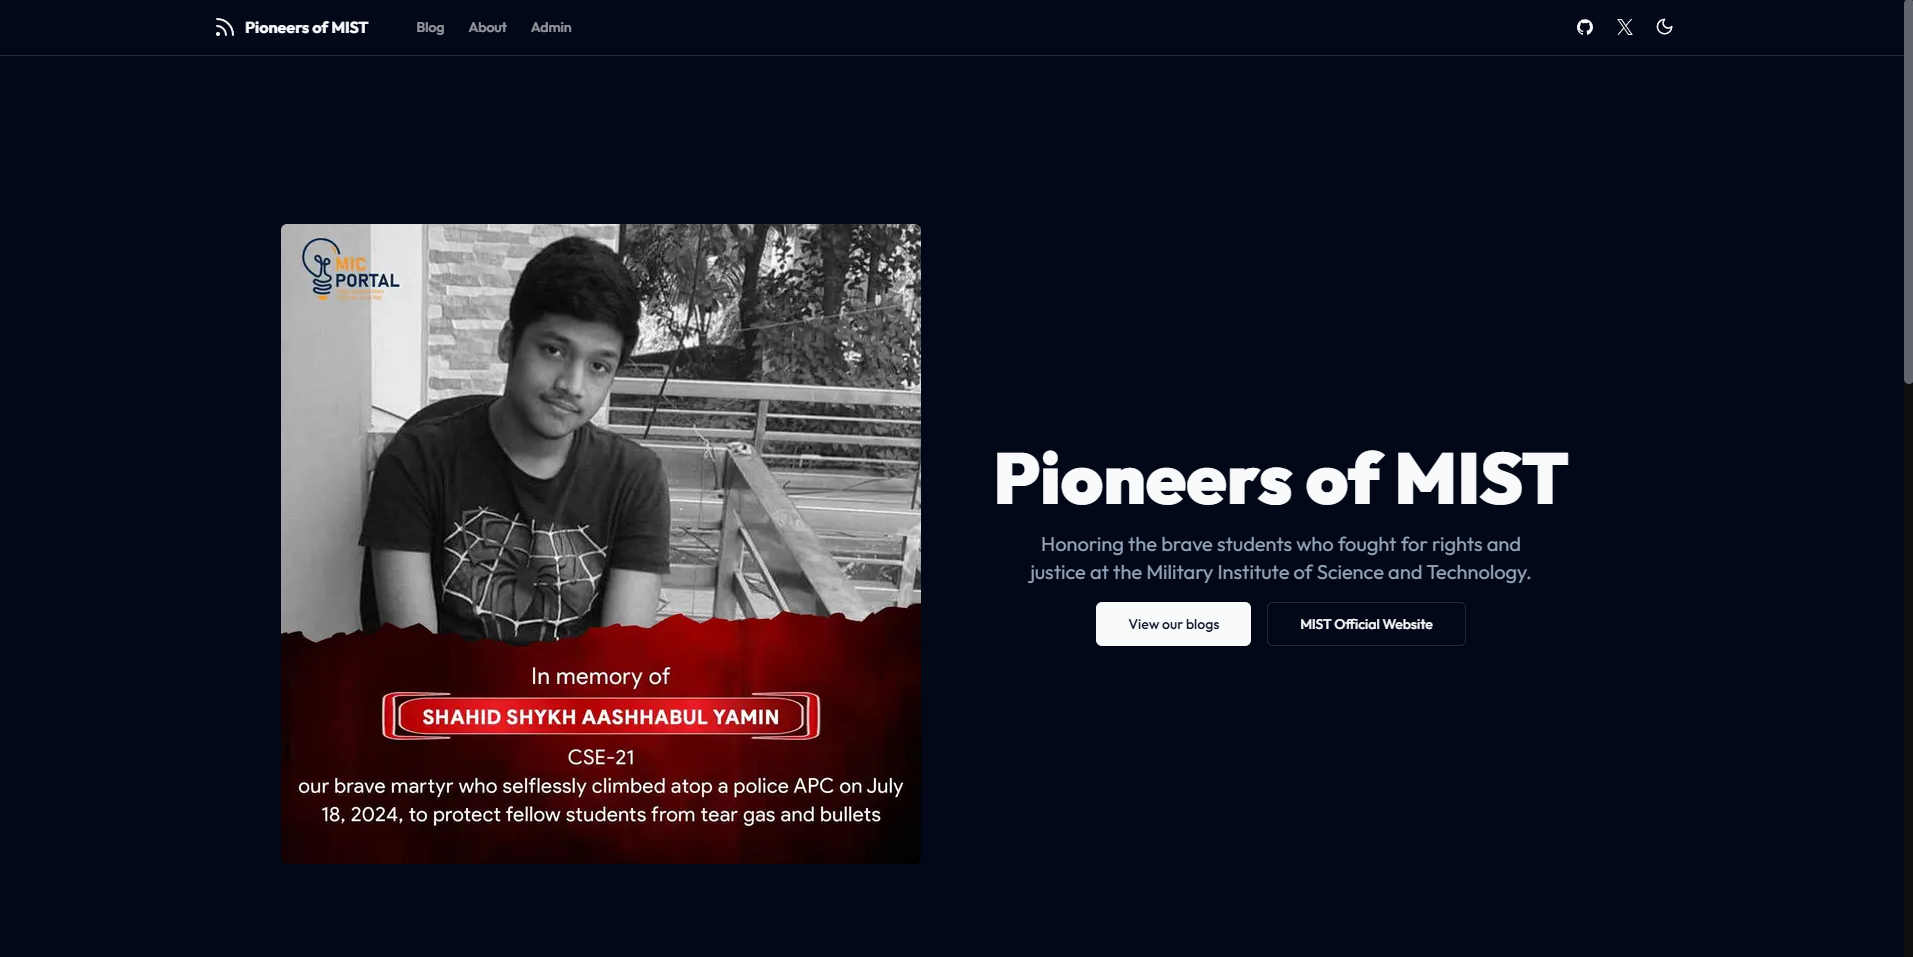 Pioneers of MIST
Blog
About
Admin
MIC
PORTAL
Pioneers of MIST
Honoring the brave students who fought for rights and
justice at the Military Institute of Science and Technology.
View our blogs
MIST Official Website
In memory of
SHAHID SHYKH AASHHABUL YAMIN
CSE-21
our brave martyr who selflessly climbed atop a police APC on July
18, 2024, to protect fellow students from tear gas and bullets